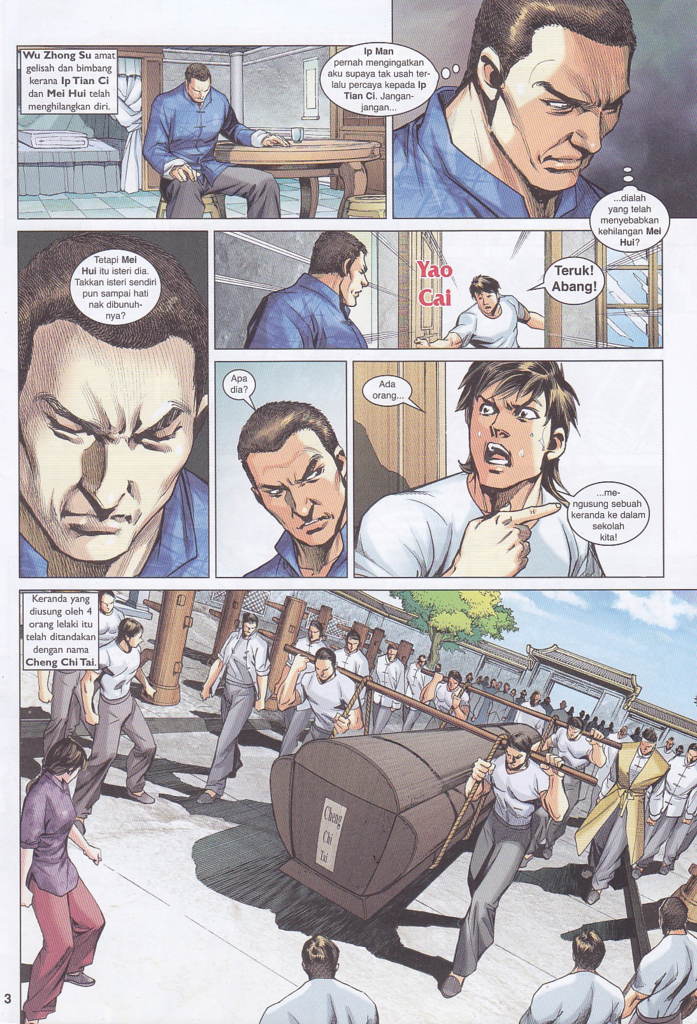 Wu Zhong Su amat
gelisah dan bimbang
kerana Ip Tian Ci
dan Mei Hui telah
menghilangkan diri.
Ip Man
pernah mengingatkan
aku supaya tak usah ter-
lalu percaya kepada Ip
Tian Ci. Jangan-
jangan...
...dialah
yang telah
menyebabkan
kehilangan Mei
Hui?
Tetapi Mei
Hui itu isteri dia.
Takkan isteri sendiri
pun sampai hati
nak dibunuh-
nya?
Yao
Cai
Teruk!
Abang!
Apa
dia?
Ada
orang...
...me-
ngusung sebuah
keranda ke dalam
sekolah
kita!
Keranda yang
diusung oleh 4
orang lelaki itu
telah ditandakan
dengan nama
Cheng Chi Tai.
Cheng
Chi
Tai
3